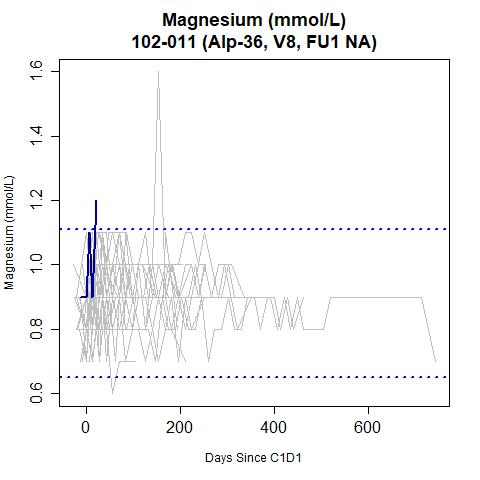 Magnesium (mmol/L)
102-011 (Alp-36, V8, FU1 NA)
1.6
1.4
1.2
1.0
0.8
0.6
Magnesium (mmol/L)
0 200 400 600
Days Since C1D1